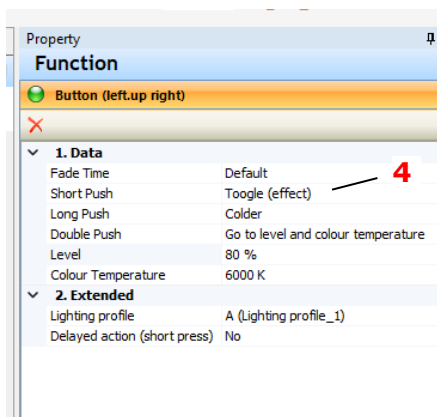 Property
Function
Button (left.up right)
1. Data
Fade Time Default
Short Push Toogle (effect)
4
Long Push Colder
Double Push Go to level and colour temperature
Level 80 %
Colour Temperature 6000 K
2. Extended
Lighting profile A (Lighting profile_1)
Delayed action (short press) No